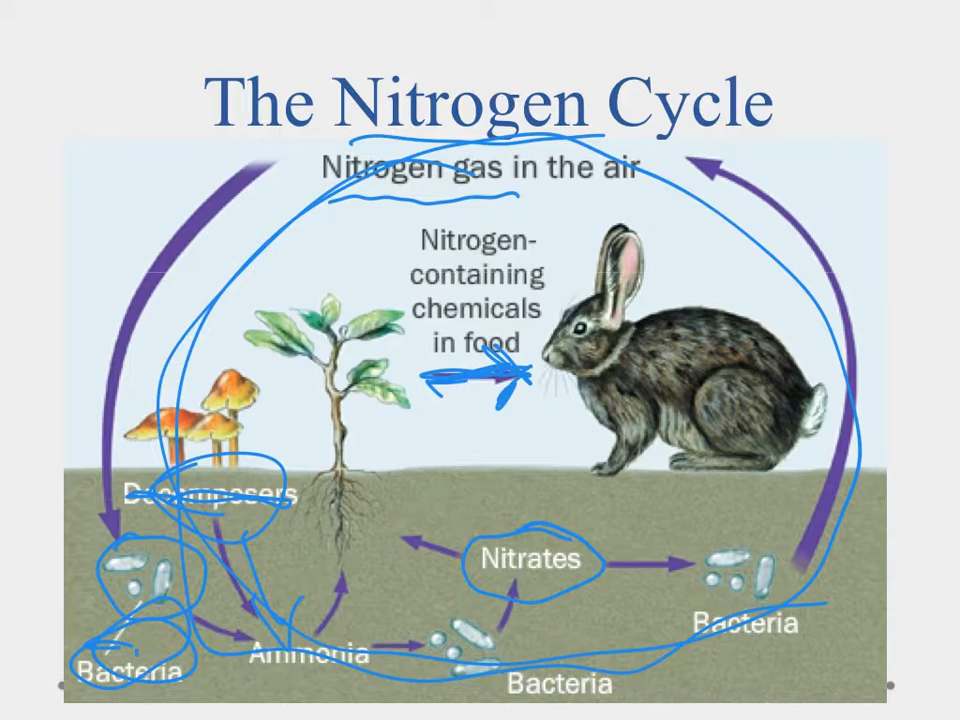 The Nitrogen Cycle
Nitrogen gas in the air
Nitrogen-
containing
chemicals
in food
Decomposers
Nitrates
Bacteria
Ammonia
Bacteria
Bacteria